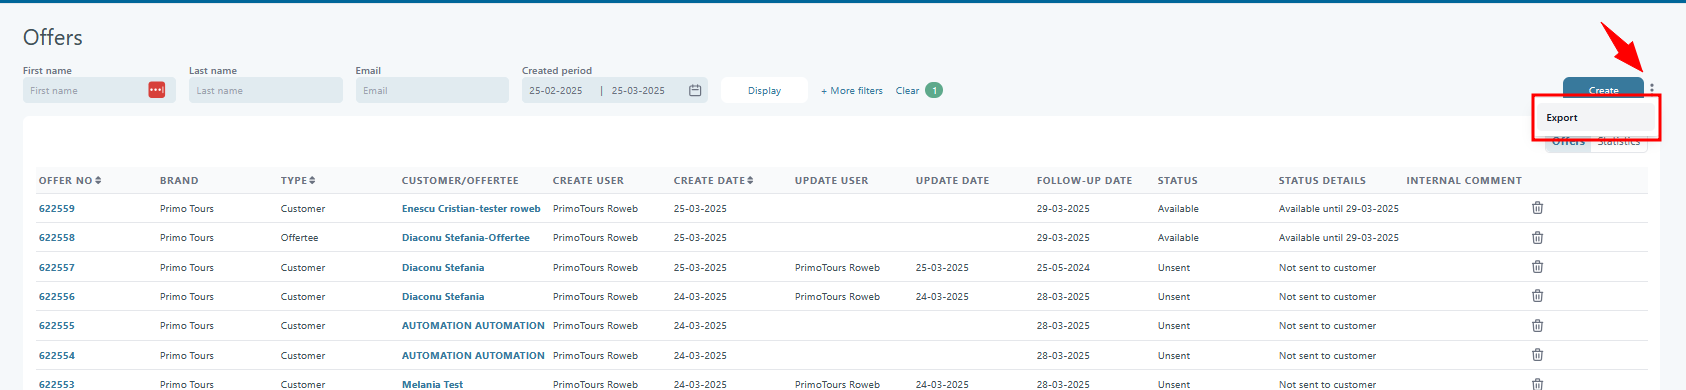 Offers
First name Last name Email Created period
First name Last name Email 25-02-2025 | 25-03-2025 Display + More filters Clear 1 Create
Export
Offers Statistics
OFFER NO BRAND TYPE CUSTOMER/OFFERTEE CREATE USER CREATE DATE UPDATE USER UPDATE DATE FOLLOW-UP DATE STATUS STATUS DETAILS INTERNAL COMMENT
622559 Primo Tours Customer Enescu Cristian-tester roweb PrimoTours Roweb 25-03-2025 29-03-2025 Available Available until 29-03-2025
622558 Primo Tours Offertee Diaconu Stefania-Offertee PrimoTours Roweb 25-03-2025 29-03-2025 Available Available until 29-03-2025
622557 Primo Tours Customer Diaconu Stefania PrimoTours Roweb 25-03-2025 PrimoTours Roweb 25-03-2025 25-05-2024 Unsent Not sent to customer
622556 Primo Tours Customer Diaconu Stefania PrimoTours Roweb 24-03-2025 PrimoTours Roweb 24-03-2025 28-03-2025 Unsent Not sent to customer
622555 Primo Tours Customer AUTOMATION AUTOMATION PrimoTours Roweb 24-03-2025 28-03-2025 Unsent Not sent to customer
622554 Primo Tours Customer AUTOMATION AUTOMATION PrimoTours Roweb 24-03-2025 28-03-2025 Unsent Not sent to customer
622553 Primo Tours Customer Melania Test PrimoTours Roweb 24-03-2025 PrimoTours Roweb 24-03-2025 28-03-2025 Unsent Not sent to customer